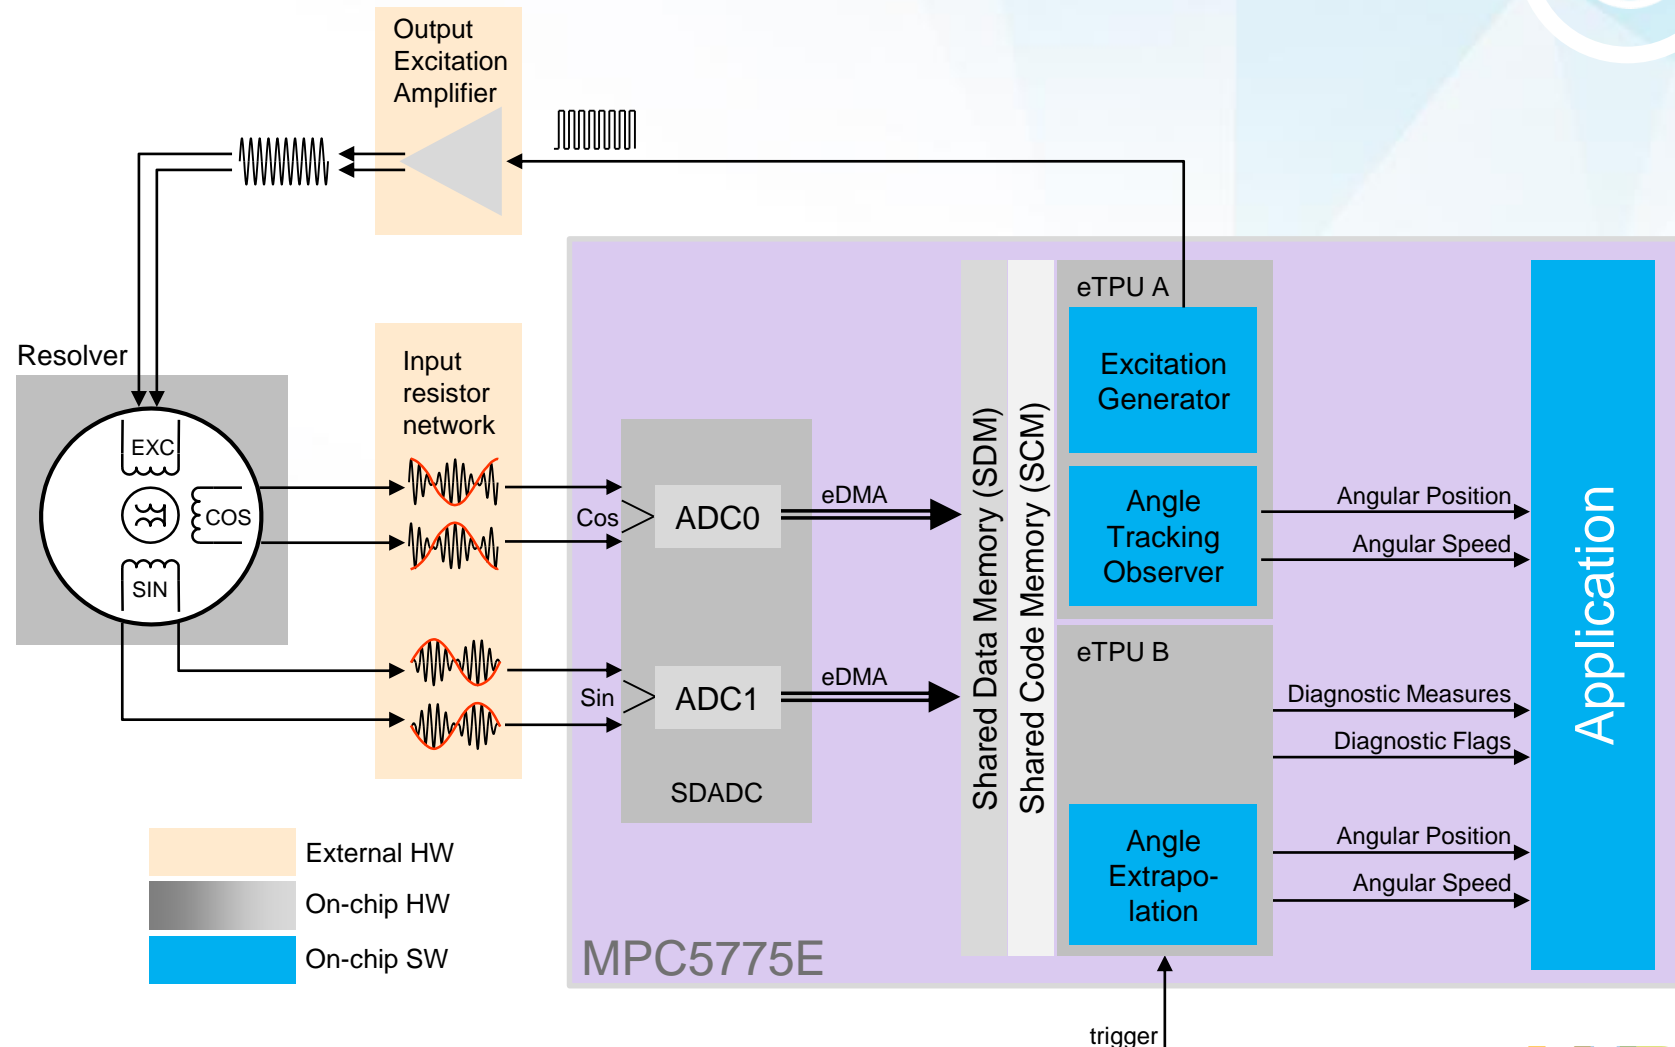 Output
Excitation
Amplifier
Resolver
EXC
COS
SIN
Input
resistor
network
Cos
Sin
ADC0
ADC1
SDADC
eDMA
eDMA
Shared Data Memory (SDM)
Shared Code Memory (SCM)
eTPU A
Excitation
Generator
Angle
Tracking
Observer
eTPU B
Angle
Extrapo-
lation
Angular Position
Angular Speed
Diagnostic Measures
Diagnostic Flags
Angular Position
Angular Speed
Application
MPC5775E
trigger
External HW
On-chip HW
On-chip SW